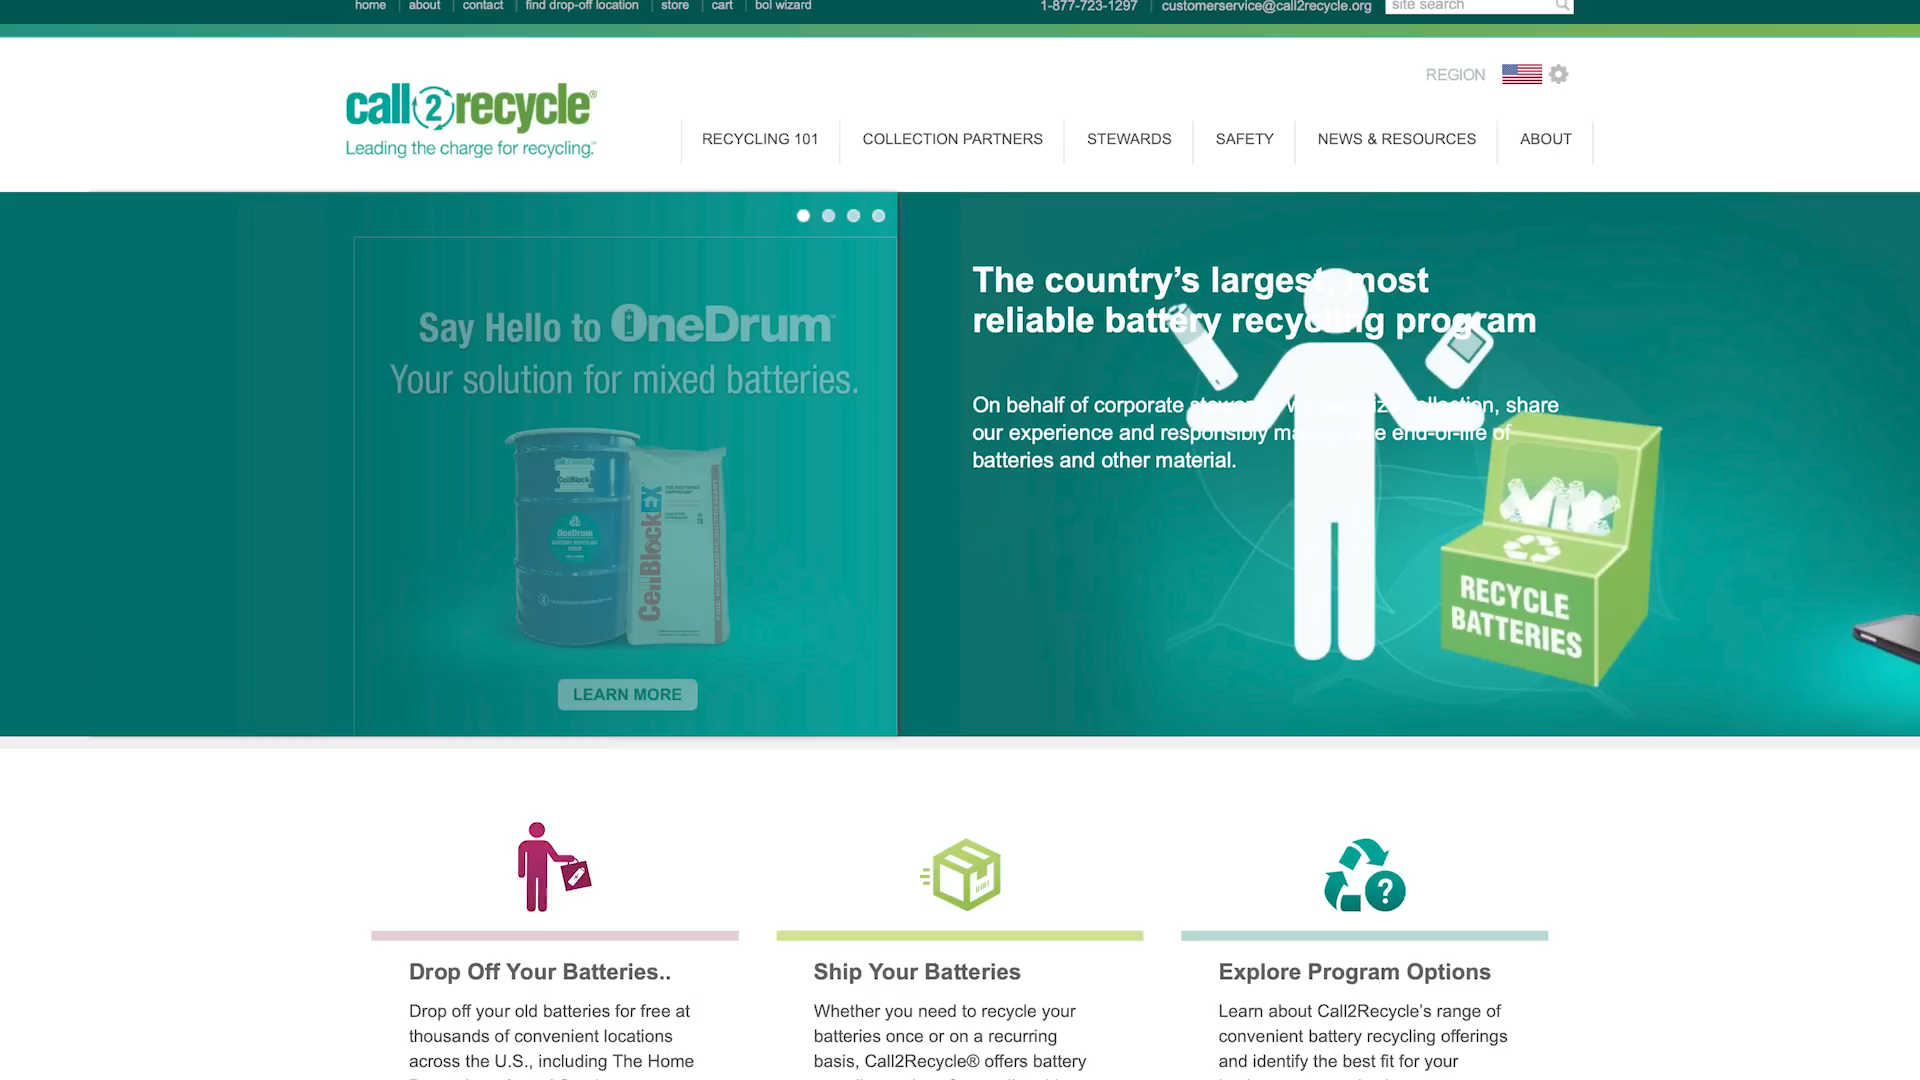 home about contact find drop-off location store cart bol wizard 1-877-723-1297 customerservice@call2recycle.org site search
REGION
call2recycle®
Leading the charge for recycling.
RECYCLING 101 COLLECTION PARTNERS STEWARDS SAFETY NEWS & RESOURCES ABOUT
Say Hello to OneDrum
Your solution for mixed batteries.
CellBlock
OneDrum
CellBlockEX
LEARN MORE
The country's largest, most
reliable battery recycling program
On behalf of corporate collection, share
our experience and responsibly the end-of-life of
batteries and other material.
RECYCLE
BATTERIES
Drop Off Your Batteries..
Drop off your old batteries for free at
thousands of convenient locations
across the U.S., including The Home
Ship Your Batteries
Whether you need to recycle your
batteries once or on a recurring
basis, Call2Recycle® offers battery
?
Explore Program Options
Learn about Call2Recycle's range of
convenient battery recycling offerings
and identify the best fit for your